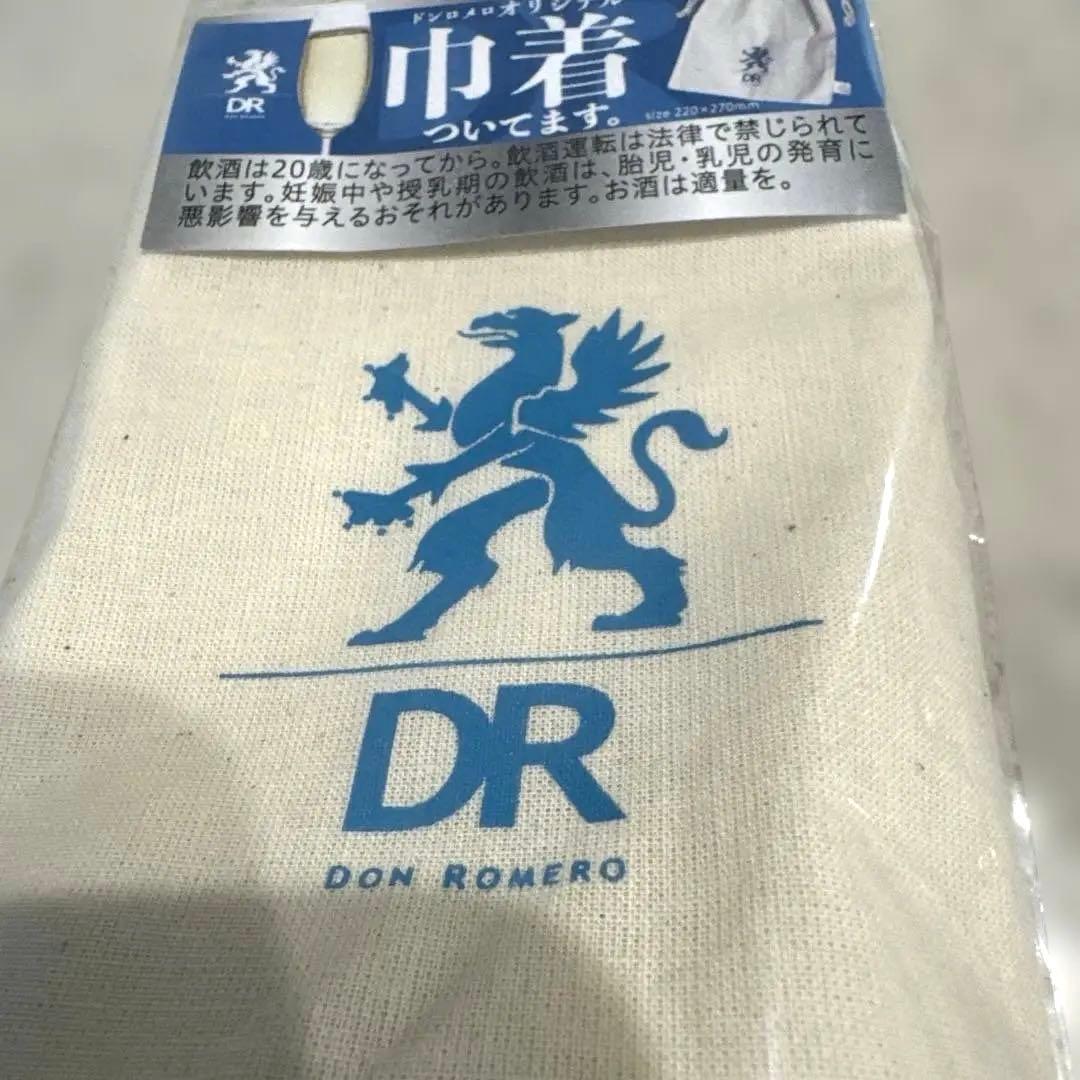 ドンロメロオリジナル
巾着
ついてます。
size 220×270mm
DR
DR
飲酒は20歳になってから。飲酒運転は法律で禁じられて
います。妊娠中や授乳期の飲酒は、胎児・乳児の発育に
悪影響を与えるおそれがあります。お酒は適量を。
DR
DON ROMERO